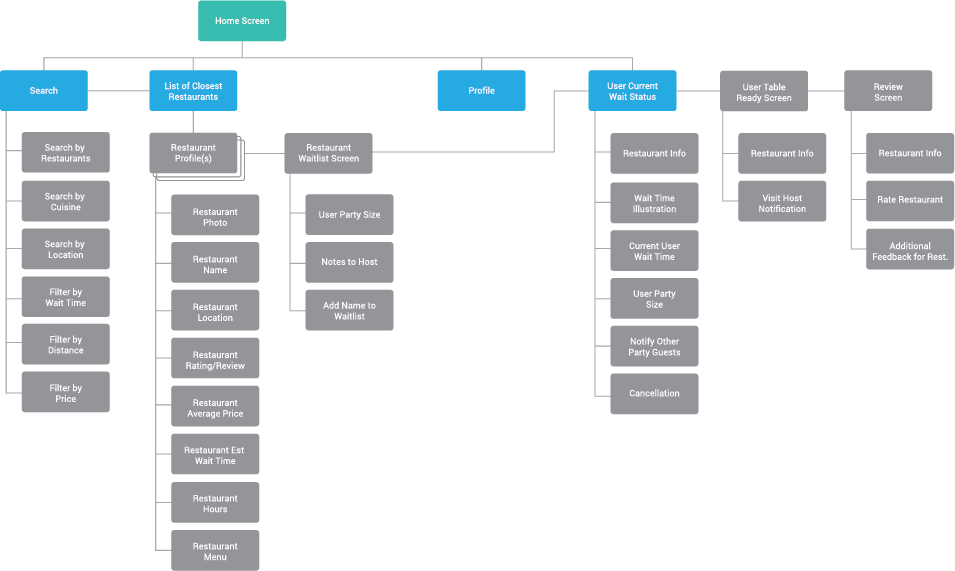 Home Screen
Search
List of Closest
Restaurants
Profile
User Current
Wait Status
User Table
Ready Screen
Review
Screen
Search by
Restaurants
Search by
Cuisine
Search by
Location
Filter by
Wait Time
Filter by
Distance
Filter by
Price
Restaurant
Profile(s)
Restaurant
Photo
Restaurant
Name
Restaurant
Location
Restaurant
Rating/Review
Restaurant
Average Price
Restaurant Est
Wait Time
Restaurant
Hours
Restaurant
Menu
Restaurant
Waitlist Screen
User Party Size
Notes to Host
Add Name to
Waitlist
Restaurant Info
Wait Time
Illustration
Current User
Wait Time
User Party
Size
Notify Other
Party Guests
Cancellation
Restaurant Info
Visit Host
Notification
Restaurant Info
Rate Restaurant
Additional
Feedback for Rest.